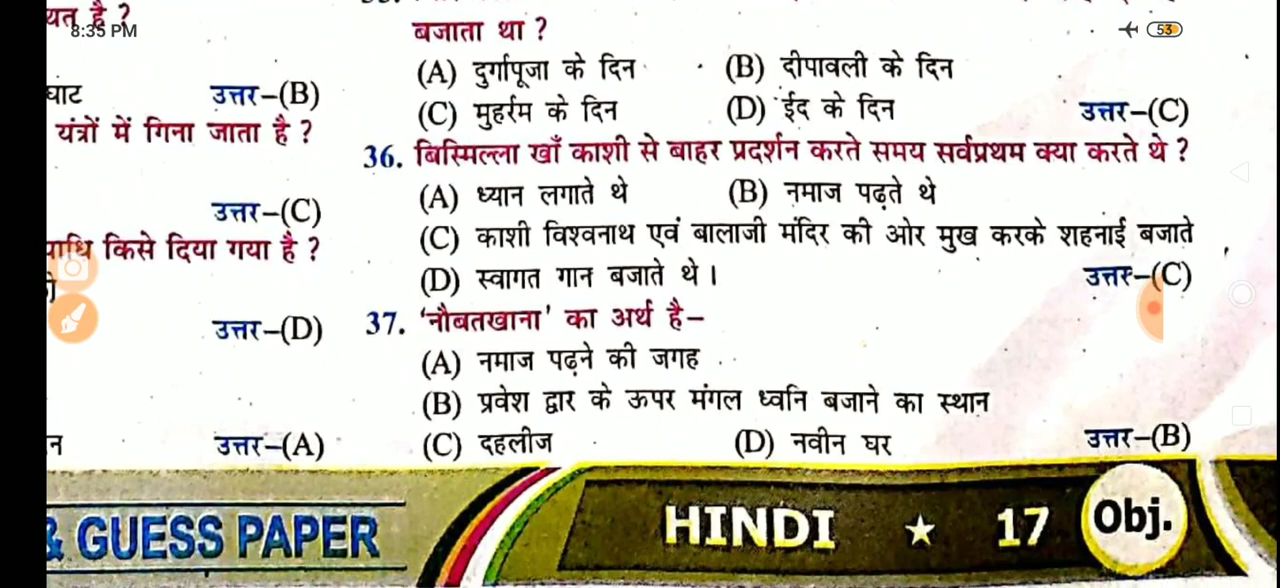 यत है ?
8:35 PM
53
घाट
उत्तर–(B)
यंत्रों में गिना जाता है ?
उत्तर–(C)
किसे दिया गया है ?
उत्तर–(D)
न
उत्तर–(A)
बजाता था ?
(A) दुर्गापूजा के दिन (B) दीपावली के दिन
(C) मुहर्रम के दिन (D) ईद के दिन उत्तर–(C)
36. बिस्मिल्ला खाँ काशी से बाहर प्रदर्शन करते समय सर्वप्रथम क्या करते थे ?
(A) ध्यान लगाते थे (B) नमाज पढ़ते थे
(C) काशी विश्वनाथ एवं बालाजी मंदिर की ओर मुख करके शहनाई बजाते
(D) स्वागत गान बजाते थे । उत्तर–(C)
37. ‘नौबतखाना’ का अर्थ है–
(A) नमाज पढ़ने की जगह
(B) प्रवेश द्वार के ऊपर मंगल ध्वनि बजाने का स्थान
(C) दहलीज (D) नवीन घर उत्तर–(B)
& GUESS PAPER
HINDI ★ 17 Obj.